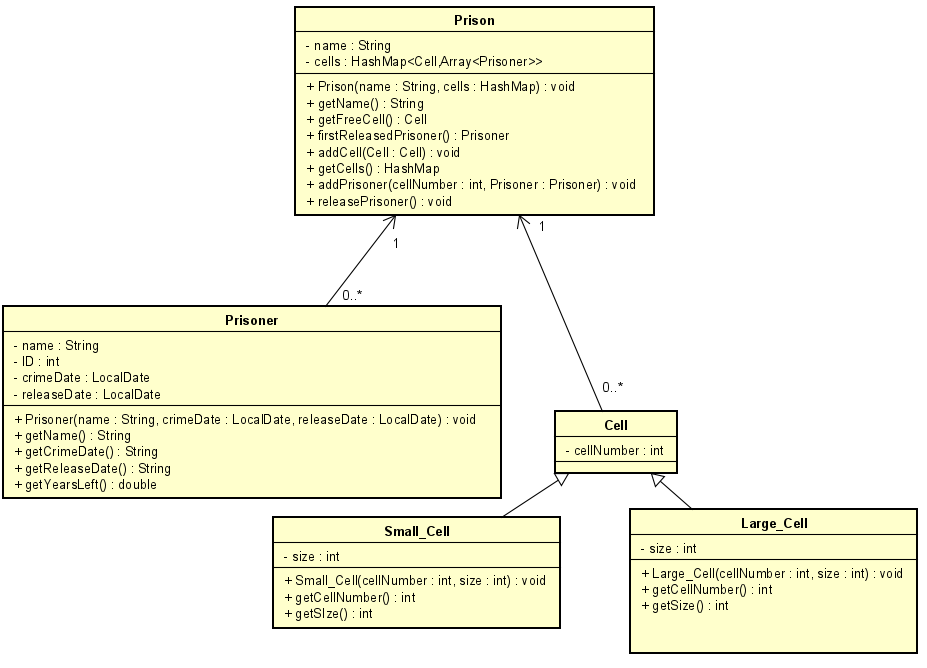 Prison
- name : String
- cells : HashMap<Cell,Array<Prisoner>>
+ Prison(name : String, cells : HashMap) : void
+ getName() : String
+ getFreeCell() : Cell
+ firstReleasedPrisoner() : Prisoner
+ addCell(Cell : Cell) : void
+ getCells() : HashMap
+ addPrisoner(cellNumber : int, Prisoner : Prisoner) : void
+ releasePrisoner() : void
1
1
0..*
Prisoner
- name : String
- ID : int
- crimeDate : LocalDate
- releaseDate : LocalDate
+ Prisoner(name : String, crimeDate : LocalDate, releaseDate : LocalDate) : void
+ getName() : String
+ getCrimeDate() : String
+ getReleaseDate() : String
+ getYearsLeft() : double
0..*
Cell
- cellNumber : int
Small_Cell
- size : int
+ Small_Cell(cellNumber : int, size : int) : void
+ getCellNumber() : int
+ getSIze() : int
Large_Cell
- size : int
+ Large_Cell(cellNumber : int, size : int) : void
+ getCellNumber() : int
+ getSize() : int